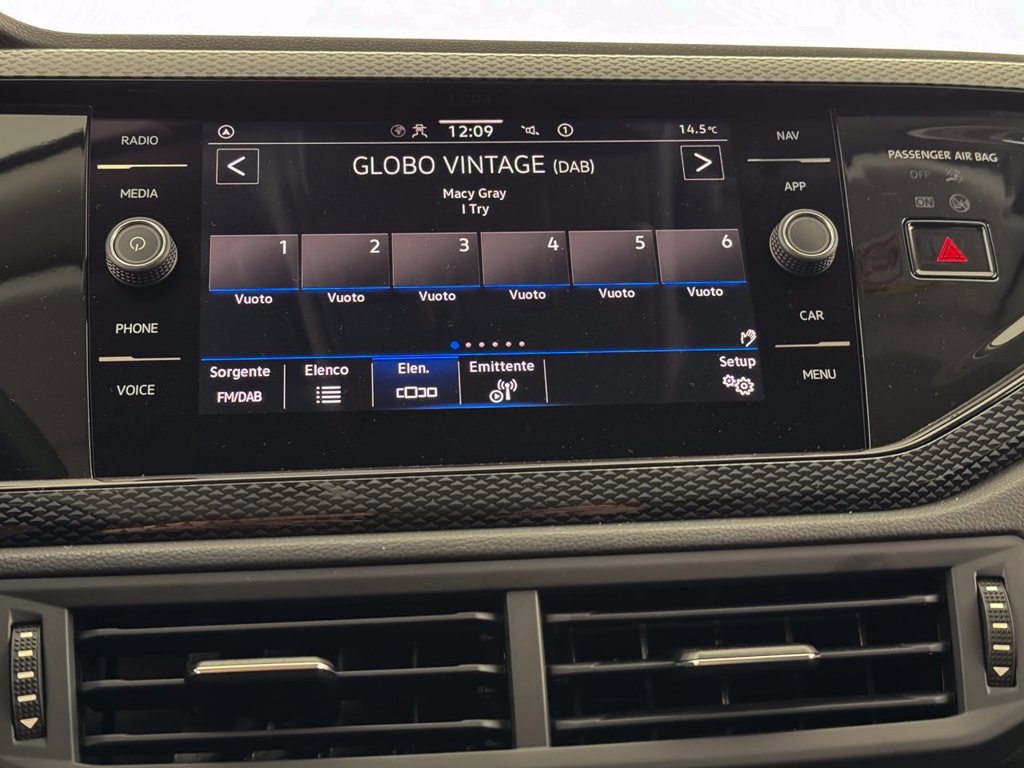 RADIO
MEDIA
PHONE
VOICE
12:09
1
14.5°C
GLOBO VINTAGE (DAB)
Macy Gray
I Try
1 2 3 4 5 6
Vuoto Vuoto Vuoto Vuoto Vuoto Vuoto
Sorgente Elenco Elen. Emittente Setup
FM/DAB
NAV
APP
CAR
MENU
PASSENGER AIR BAG
OFF
ON